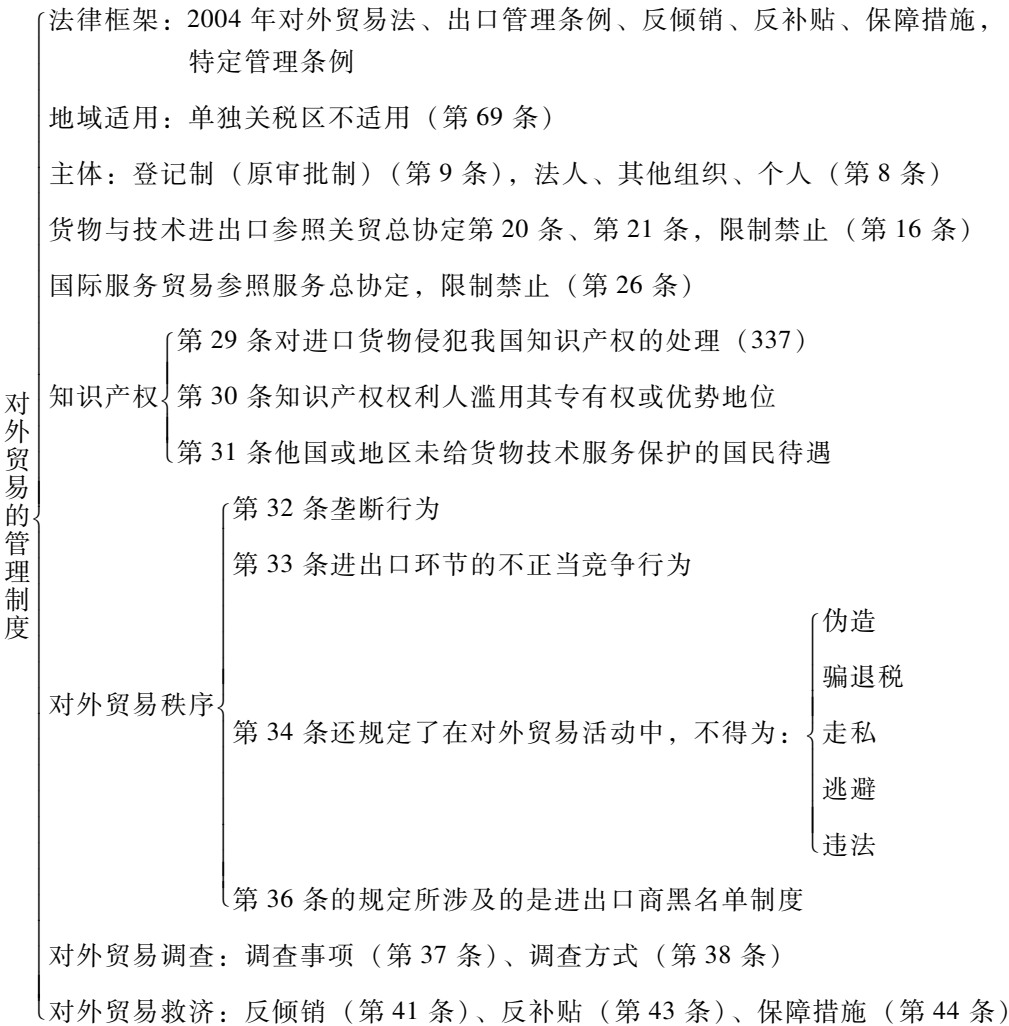 对外贸易的管理制度
法律框架：2004 年对外贸易法、出口管理条例、反倾销、反补贴、保障措施，
特定管理条例
地域适用：单独关税区不适用（第 69 条）
主体：登记制（原审批制）（第 9 条），法人、其他组织、个人（第 8 条）
货物与技术进出口参照关贸总协定第 20 条、第 21 条，限制禁止（第 16 条）
国际服务贸易参照服务总协定，限制禁止（第 26 条）
知识产权
第 29 条对进口货物侵犯我国知识产权的处理（337）
第 30 条知识产权权利人滥用其专有权或优势地位
第 31 条他国或地区未给货物技术服务保护的国民待遇
对外贸易秩序
第 32 条垄断行为
第 33 条进出口环节的不正当竞争行为
第 34 条还规定了在对外贸易活动中，不得为：
伪造
骗退税
走私
逃避
违法
第 36 条的规定所涉及的是进出口商黑名单制度
对外贸易调查：调查事项（第 37 条）、调查方式（第 38 条）
对外贸易救济：反倾销（第 41 条）、反补贴（第 43 条）、保障措施（第 44 条）